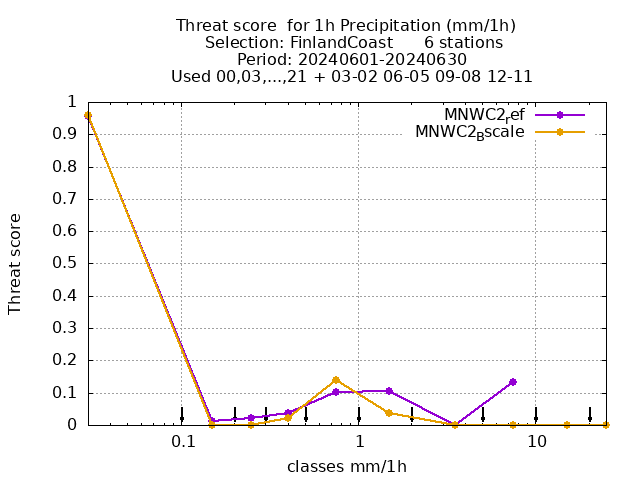 Threat score  for 1h Precipitation (mm/1h)
Selection: FinlandCoast      6 stations
Period: 20240601-20240630
Used 00,03,...,21 + 03-02 06-05 09-08 12-11
MNWC2ref
MNWC2Bscale
1
0.9
0.8
0.7
0.6
0.5
0.4
0.3
0.2
0.1
0
Threat score
0.1 1 10
classes mm/1h